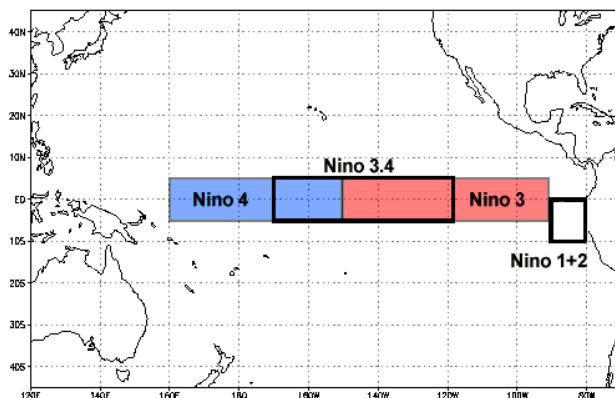 40N
30N
20N
10N
EQ
10S
20S
30S
40S
Nino 3.4
Nino 4
Nino 3
Nino 1+2
120E
140E
160E
180
160W
140W
120W
100W
80W